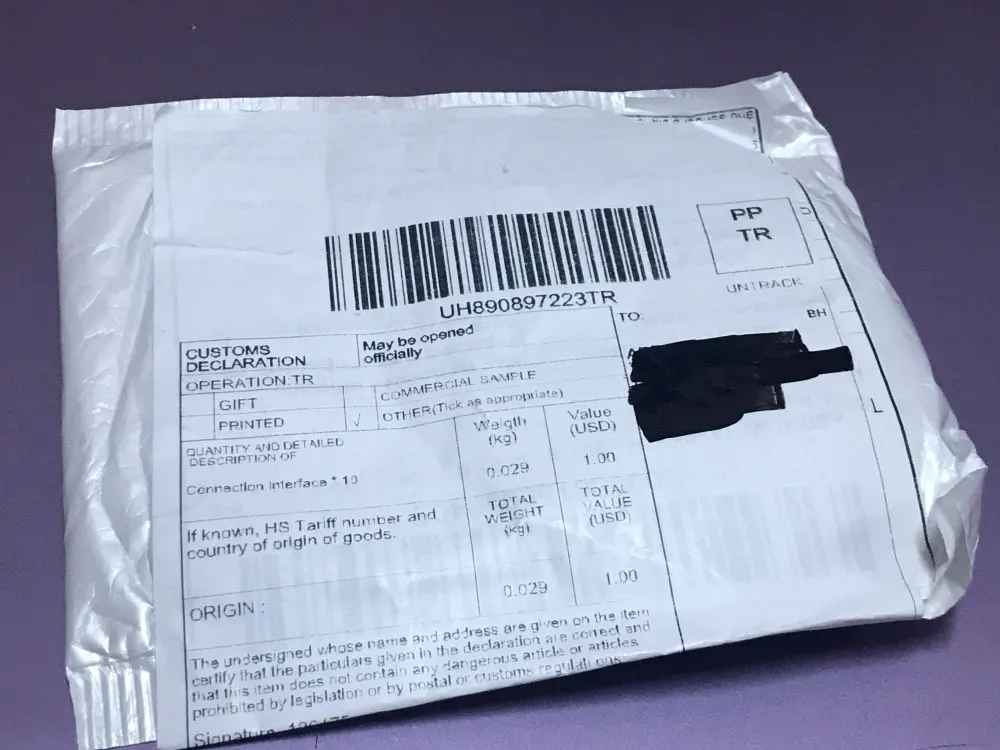 PP
TR
UNTRACK
UH890897223TR
TO:
BH
CUSTOMS
DECLARATION
May be opened
officially
OPERATION:TR
GIFT
COMMERCIAL SAMPLE
PRINTED
√
OTHER(Tick as appropriate)
QUANTITY AND DETAILED
DESCRIPTION OF
Weigth
(kg)
Value
(USD)
Connection Interface * 10
0.029
1.00
If known, HS Tariff number and
country of origin of goods.
TOTAL
WEIGHT
(kg)
TOTAL
VALUE
(USD)
ORIGIN :
0.029
1.00
L
The undersigned whose name and address are given on the item
certify that the particulars given in the declaration are correct and
that this item does not contain any dangerous article or articles
prohibited by legislation or by postal or customs regulations
Signature